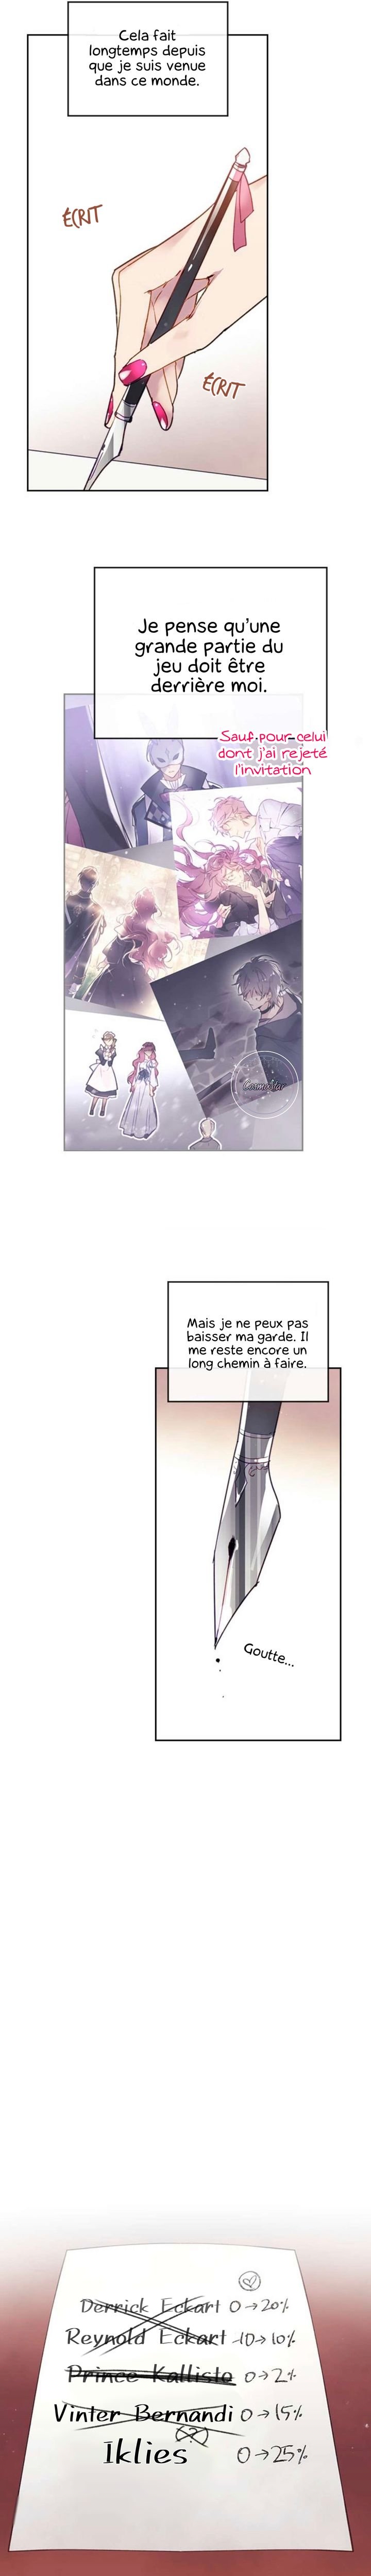 Cela fait
longtemps depuis
que je suis venue
dans ce monde.
ÉCRIT
ÉCRIT
Je pense qu'une
grande partie du
jeu doit être
derrière moi.
Sauf pour celui
dont j'ai rejeté
l'invitation
CosmicStar
Mais je ne peux pas
baisser ma garde. Il
me reste encore un
long chemin à faire.
Goutte...
Derrick Eckart 0→20%
Reynold Eckart -10→10%
Prince Kallisto 0→2%
Vinter Bernandi 0→15%
(?)
Iklies 0→25%